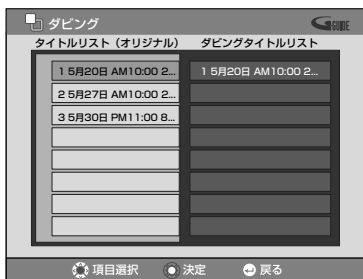 ダビング
GGUIDE
タイトルリスト（オリジナル） ダビングタイトルリスト
1 5月20日 AM10:00 2... 1 5月20日 AM10:00 2...
2 5月27日 AM10:00 2...
3 5月30日 PM11:00 8...
項目選択 決定 戻る